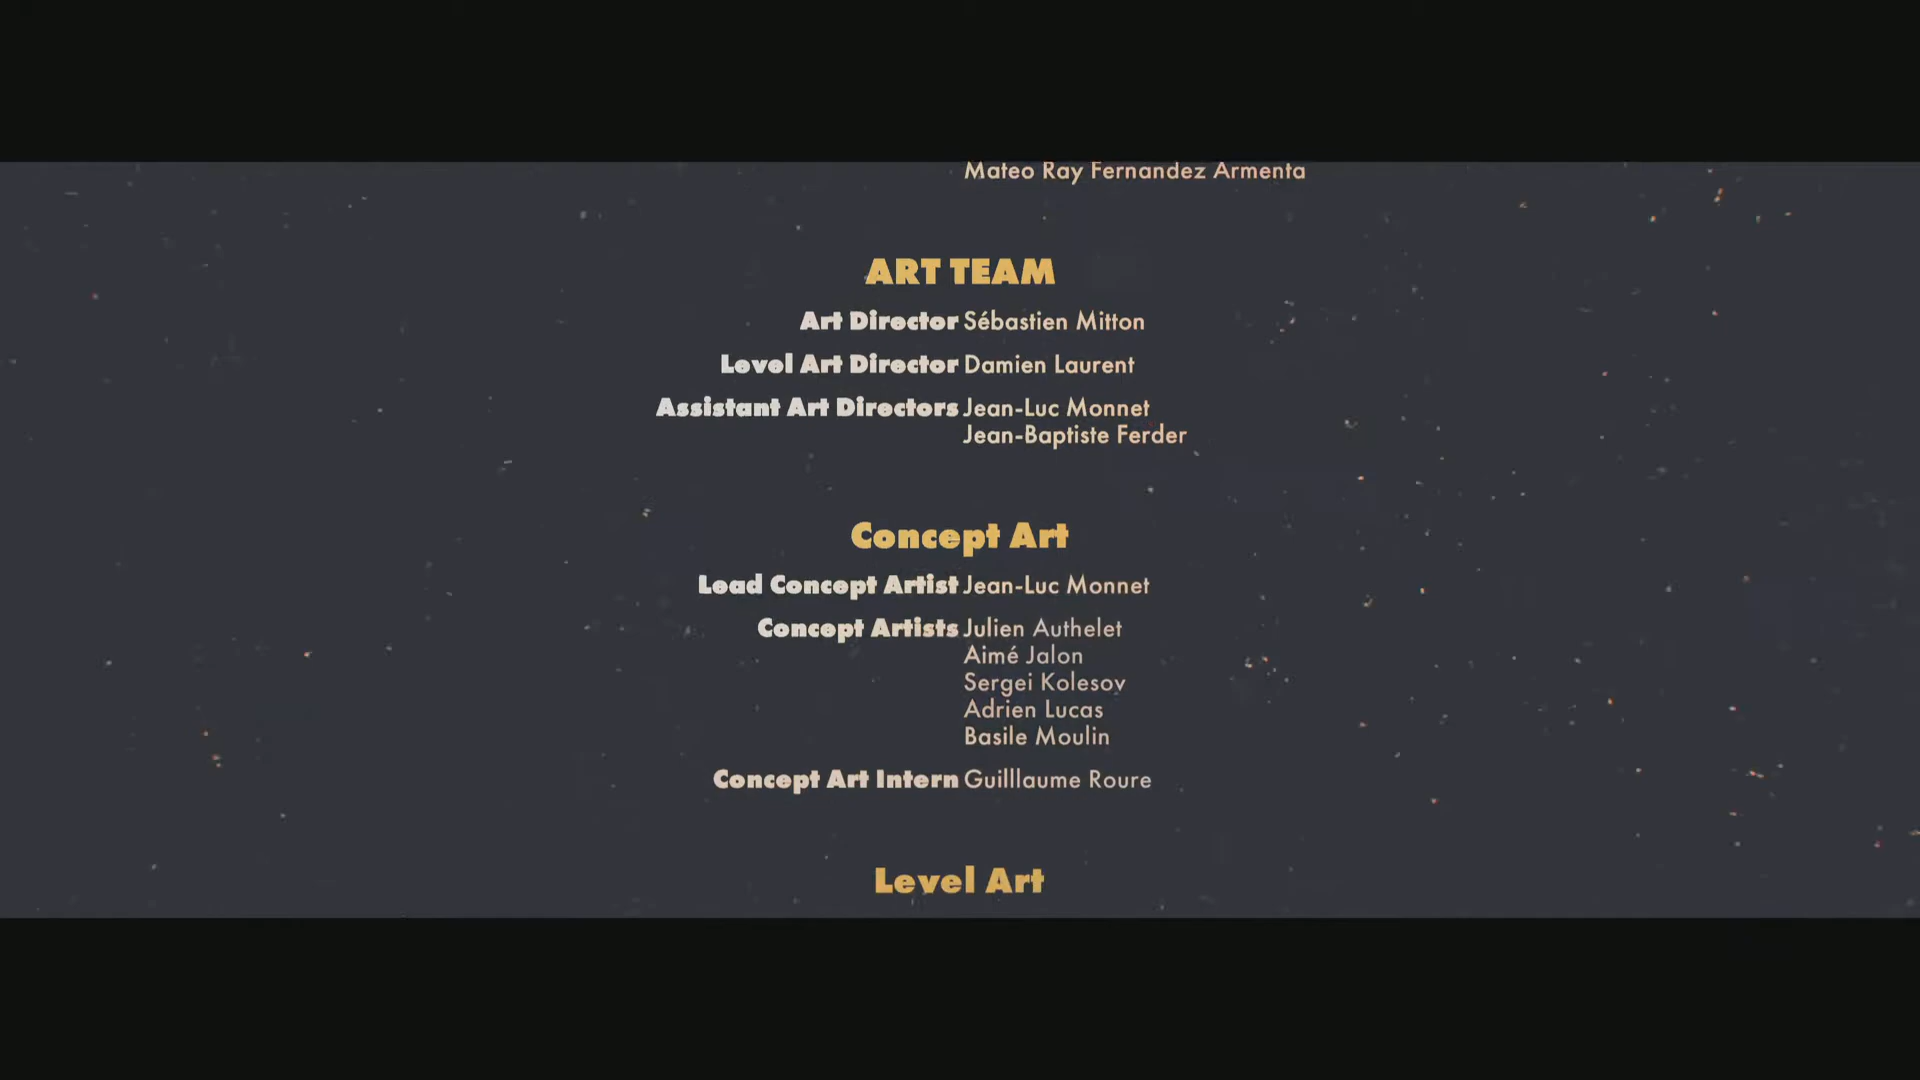 Mateo Ray Fernandez Armenta
ART TEAM
Art Director Sébastien Mitton
Level Art Director Damien Laurent
Assistant Art Directors Jean-Luc Monnet
Jean-Baptiste Ferder
Concept Art
Lead Concept Artist Jean-Luc Monnet
Concept Artists Julien Authelet
Aimé Jalon
Sergei Kolesov
Adrien Lucas
Basile Moulin
Concept Art Intern Guilllaume Roure
Level Art